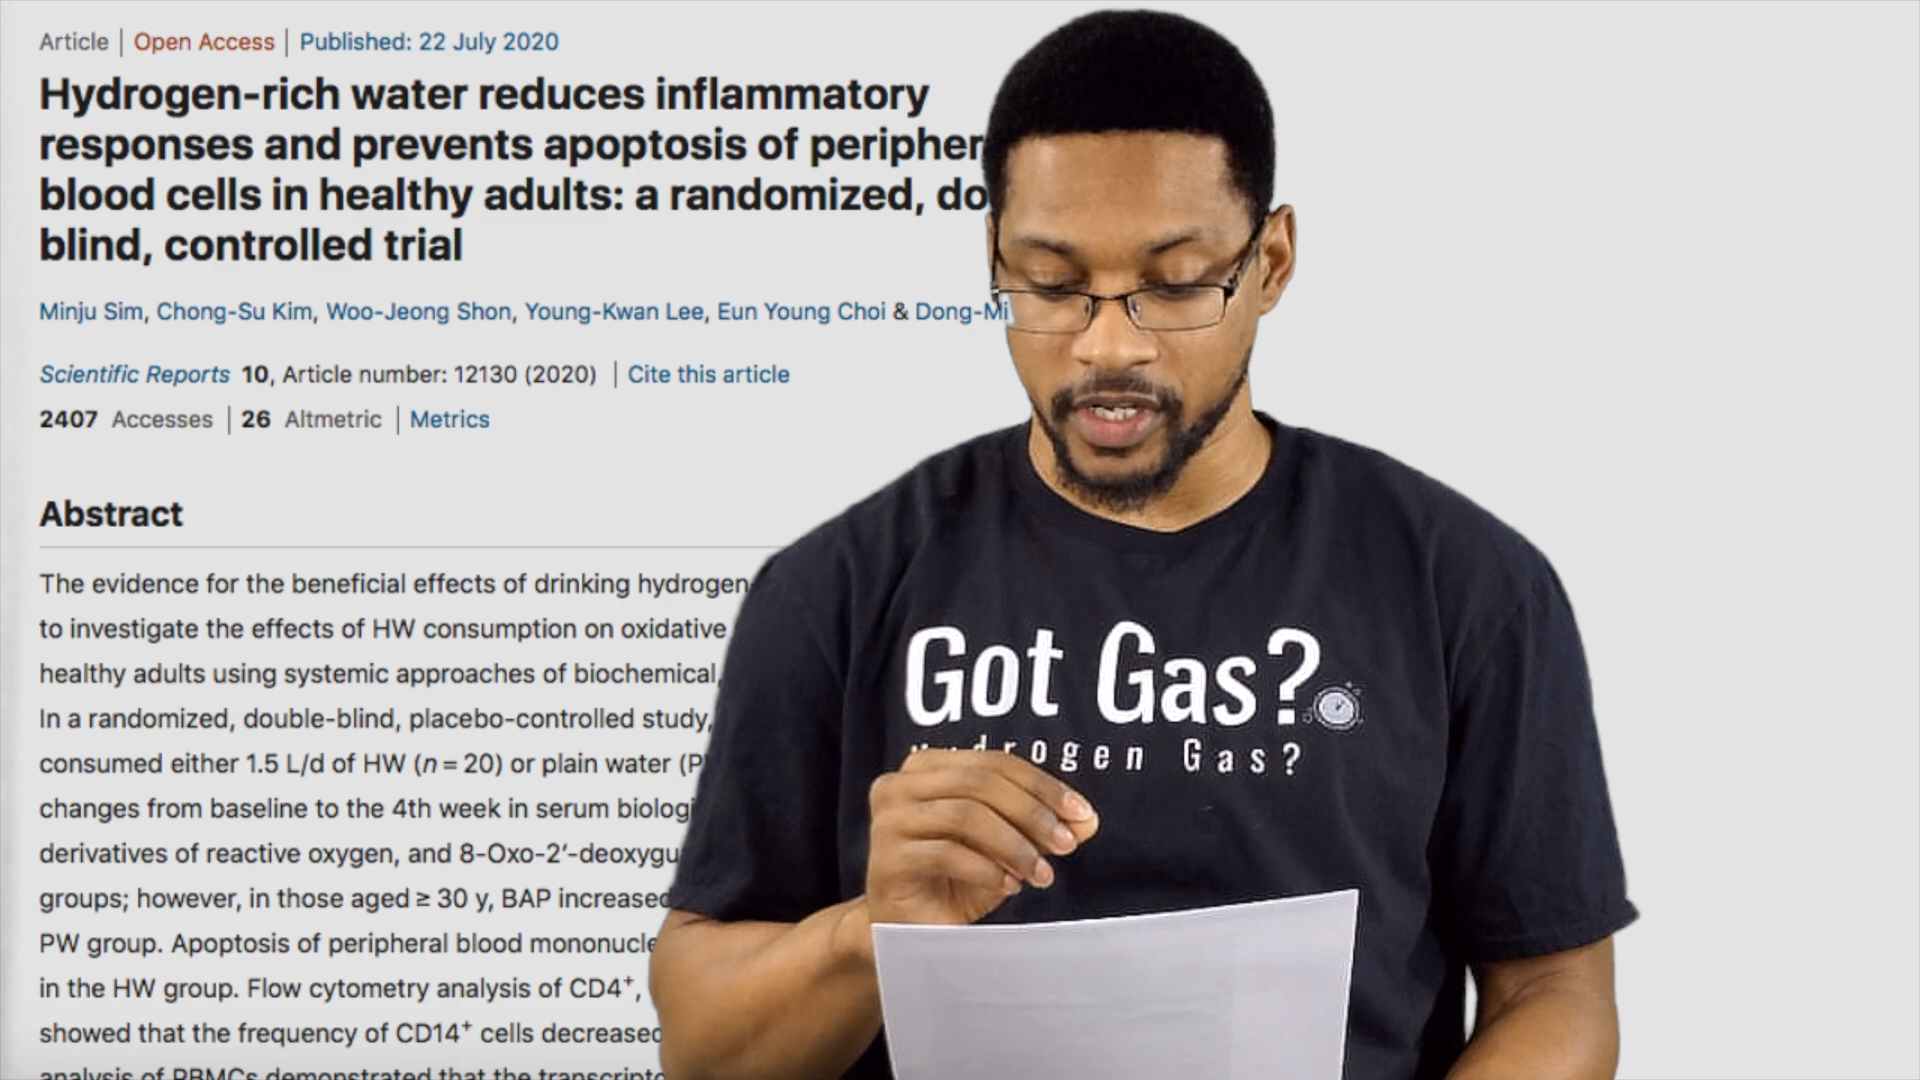 Article | Open Access | Published: 22 July 2020
Hydrogen-rich water reduces inflammatory
responses and prevents apoptosis of peripher
blood cells in healthy adults: a randomized, do
blind, controlled trial
Minju Sim, Chong-Su Kim, Woo-Jeong Shon, Young-Kwan Lee, Eun Young Choi & Dong-Mi
Scientific Reports 10, Article number: 12130 (2020) | Cite this article
2407 Accesses | 26 Altmetric | Metrics
Abstract
The evidence for the beneficial effects of drinking hydrogen-
to investigate the effects of HW consumption on oxidative
healthy adults using systemic approaches of biochemical,
In a randomized, double-blind, placebo-controlled study,
consumed either 1.5 L/d of HW (n = 20) or plain water (P
changes from baseline to the 4th week in serum biologi
derivatives of reactive oxygen, and 8-Oxo-2′-deoxygu
groups; however, in those aged ≥ 30 y, BAP increased
PW group. Apoptosis of peripheral blood mononucle
in the HW group. Flow cytometry analysis of CD4⁺,
showed that the frequency of CD14⁺ cells decreased
analysis of PBMCs demonstrated that the transcripto
Got Gas?
drogen Gas?